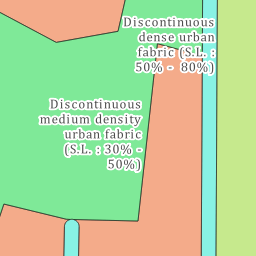 Discontinuous
dense urban
fabric (S.L. :
50% - 80%)
Discontinuous
medium density
urban fabric
(S.L. : 30% -
50%)